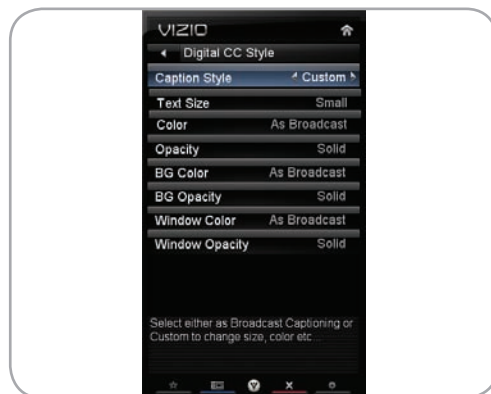 VIZIO
Digital CC Style
Caption Style Custom
Text Size Small
Color As Broadcast
Opacity Solid
BG Color As Broadcast
BG Opacity Solid
Window Color As Broadcast
Window Opacity Solid
Select either as Broadcast Captioning or
Custom to change size, color etc...